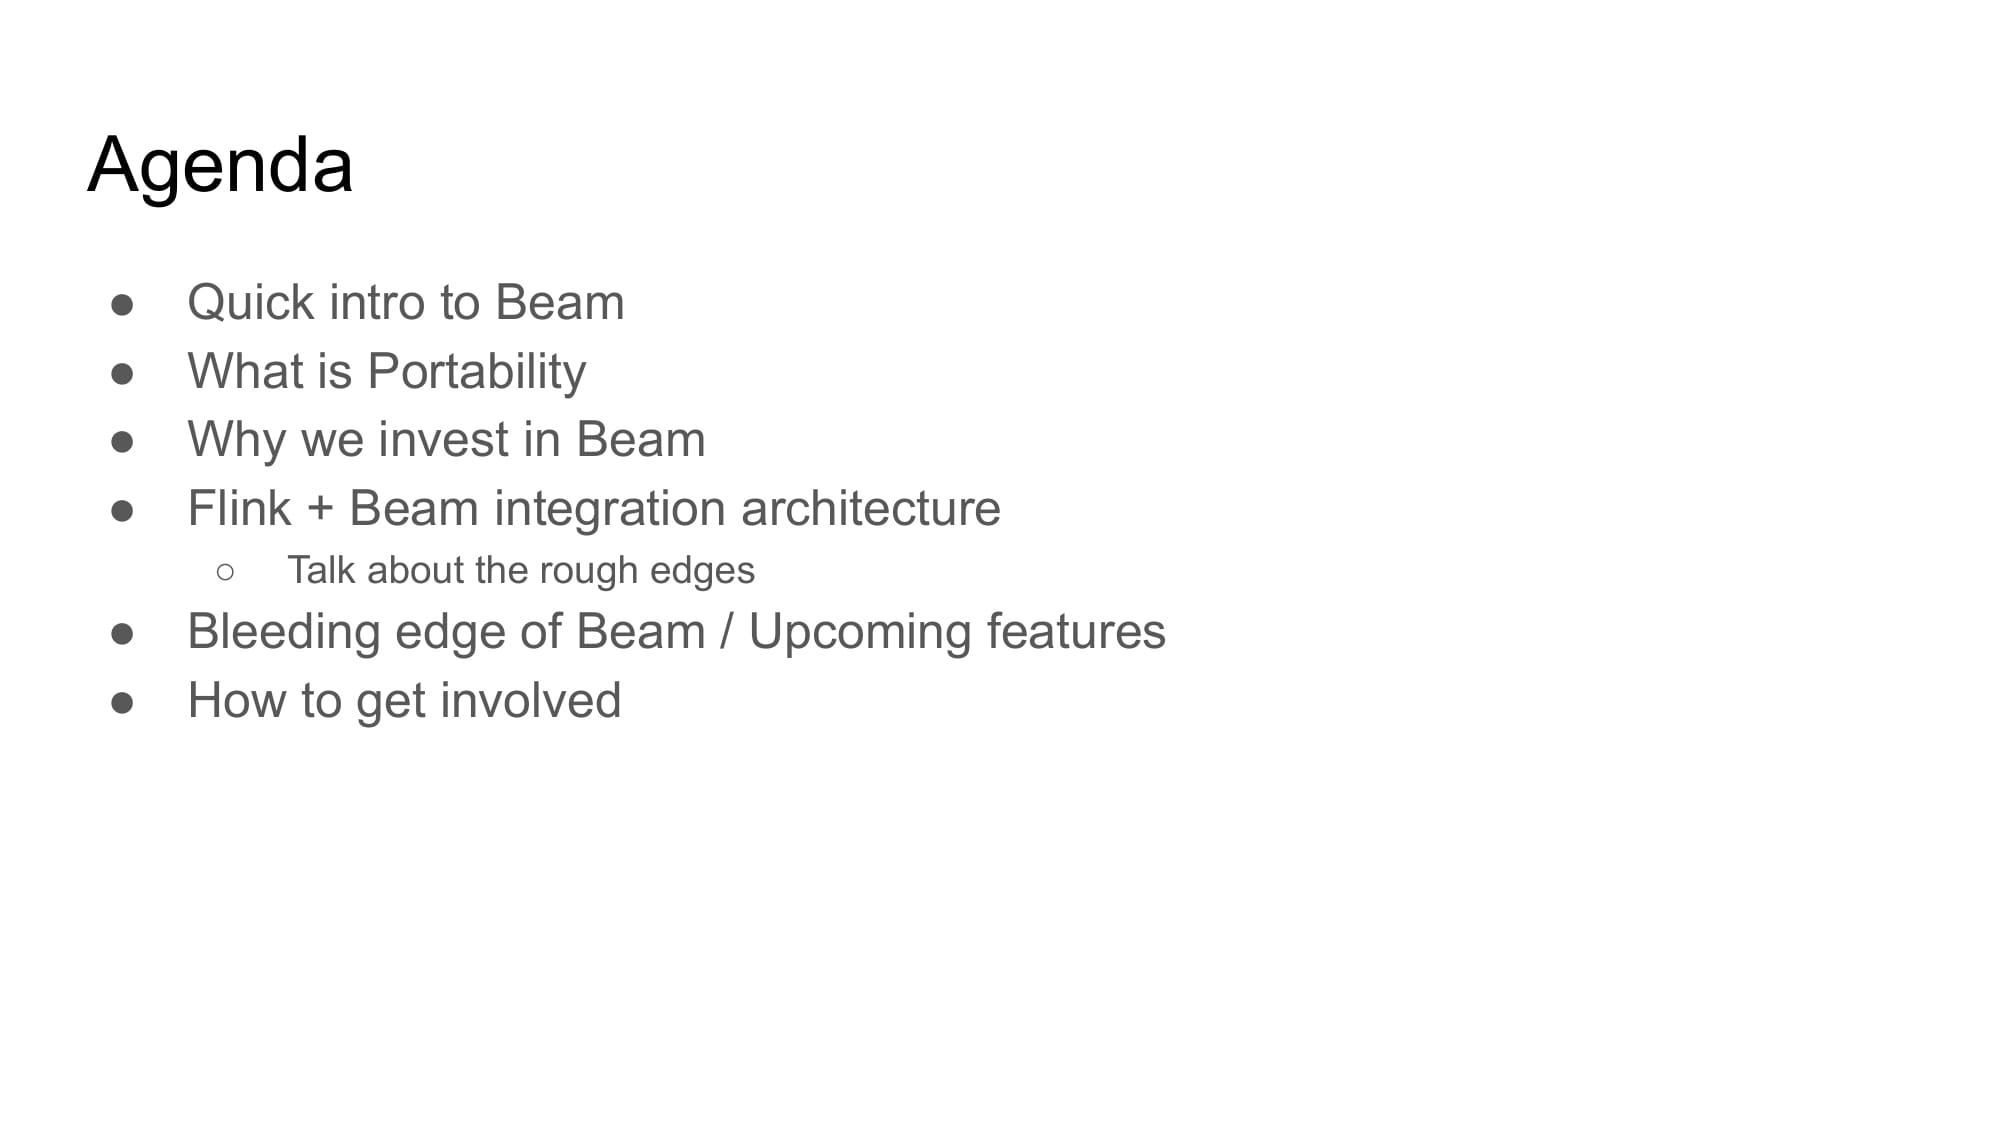 Agenda
● Quick intro to Beam
● What is Portability
● Why we invest in Beam
● Flink + Beam integration architecture
○ Talk about the rough edges
● Bleeding edge of Beam / Upcoming features
● How to get involved